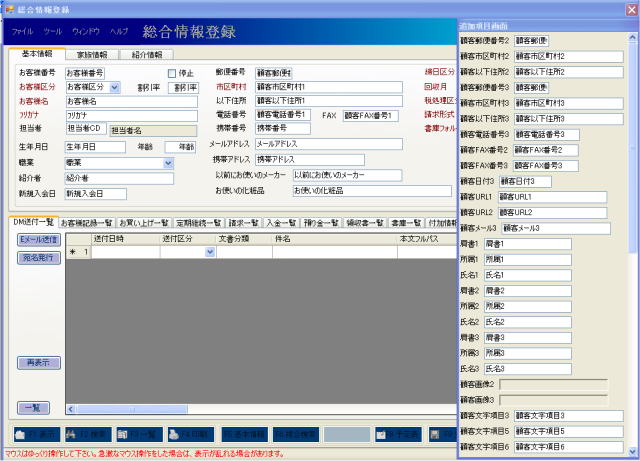 総合情報登録
ファイル ツール ウィンドウ ヘルプ 総合情報登録
基本情報 家族情報 紹介情報
お客様番号 お客様番号 停止 郵便番号 顧客郵便
お客様区分 お客様区分 割引率 割引率 市区町村 顧客市区町村1
お客様名 お客様名 以下住所 顧客以下住所1
フリガナ フリガナ 電話番号 顧客電話番号1 FAX 顧客FAX番号1
担当者 担当者CD 担当者名 携帯番号 携帯番号
生年月日 生年月日 年齢 年齢 メールアドレス メールアドレス
職業 職業 携帯アドレス 携帯アドレス
紹介者 紹介者 以前にお使いのメーカー 以前にお使いのメーカー
新規入会日 新規入会日 お使いの化粧品 お使いの化粧品
締日区分
回収月
税処理区
請求形式
書庫フォル
DM送付一覧 お客様記録一覧 お買い上げ一覧 定期継続一覧 請求一覧 入金一覧 預り金一覧 領収書一覧 書庫一覧 付加情報
Eメール送信 送付日時 送付区分 文書分類 件名 本文フルパス
宛名発行 * 1
再表示
一覧
F1:表示 F2:検索 F3:一覧 F4:印刷 F5:基本情報 F6:複合検索
マウスはゆっくり操作して下さい。急激なマウス操作をした場合は、表示が乱れる場合があります。
追加項目画面
顧客郵便番号2 顧客郵便
顧客市区町村2 顧客市区町村2
顧客以下住所2 顧客以下住所2
顧客郵便番号3 顧客郵便
顧客市区町村3 顧客市区町村3
顧客以下住所3 顧客以下住所3
顧客電話番号3 顧客電話番号3
顧客FAX番号2 顧客FAX番号2
顧客FAX番号3 顧客FAX番号3
顧客日付3 顧客日付3
顧客URL1 顧客URL1
顧客URL2 顧客URL2
顧客メール3 顧客メール3
肩書1 肩書1
所属1 所属1
氏名1 氏名1
肩書2 肩書2
所属2 所属2
氏名2 氏名2
肩書3 肩書3
所属3 所属3
氏名3 氏名3
顧客画像2
顧客画像3
顧客文字項目3 顧客文字項目3
顧客文字項目5 顧客文字項目5
顧客文字項目6 顧客文字項目6